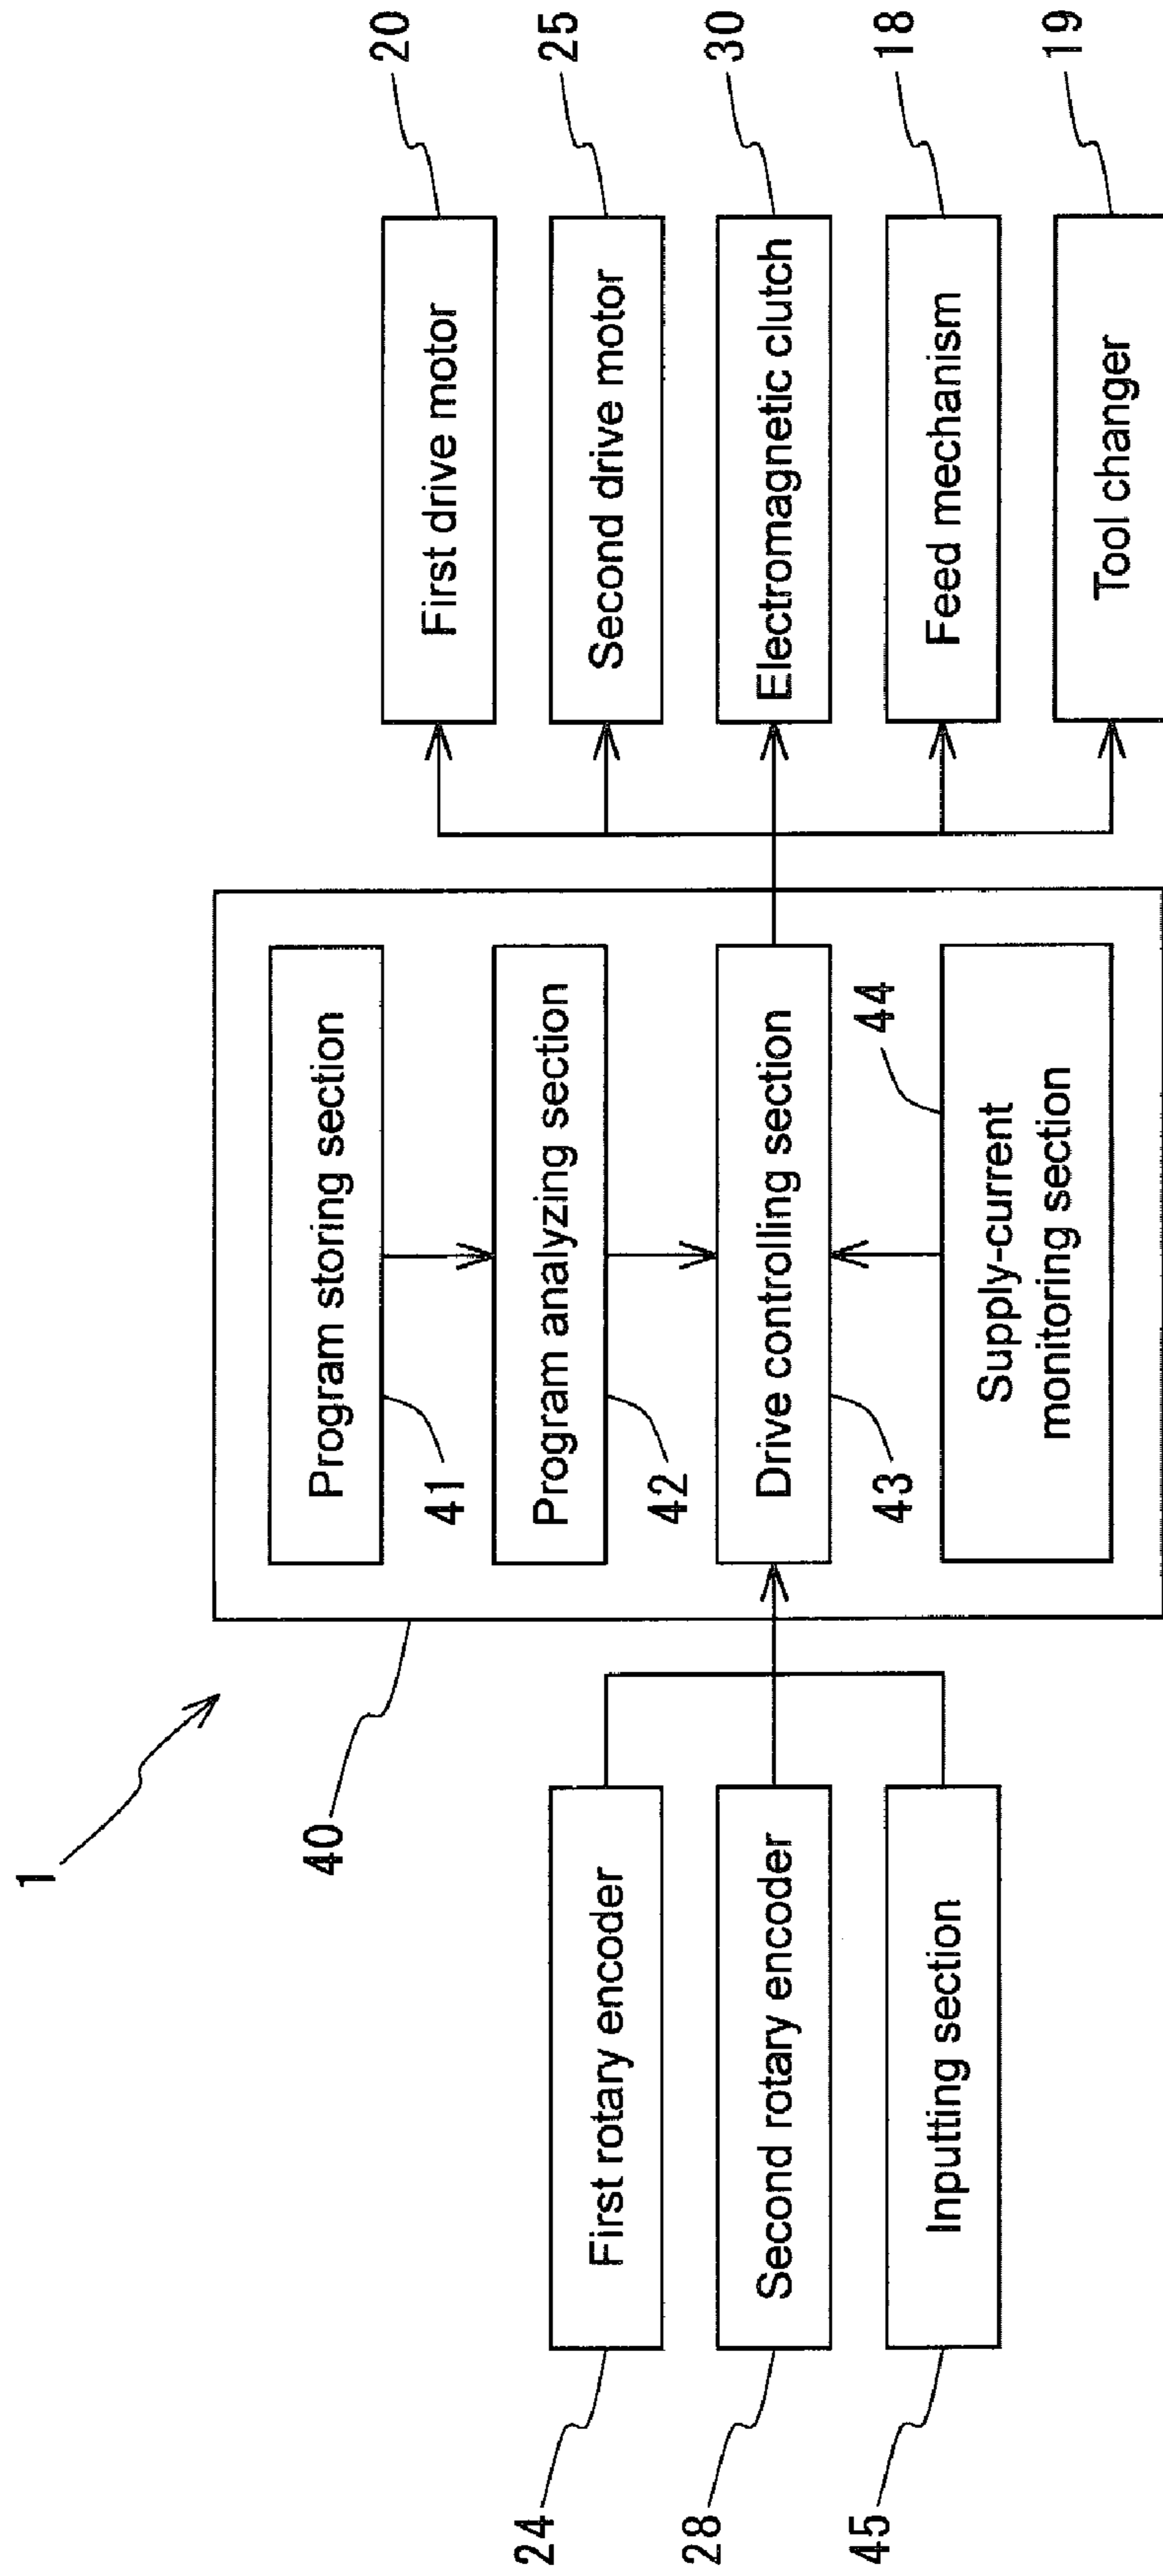 1
40
24
First rotary encoder
28
Second rotary encoder
45
Inputting section
Program storing section
41
Program analyzing section
42
Drive controlling section
43
44
Supply-current
monitoring section
First drive motor
20
Second drive motor
25
Electromagnetic clutch
30
Feed mechanism
18
Tool changer
19